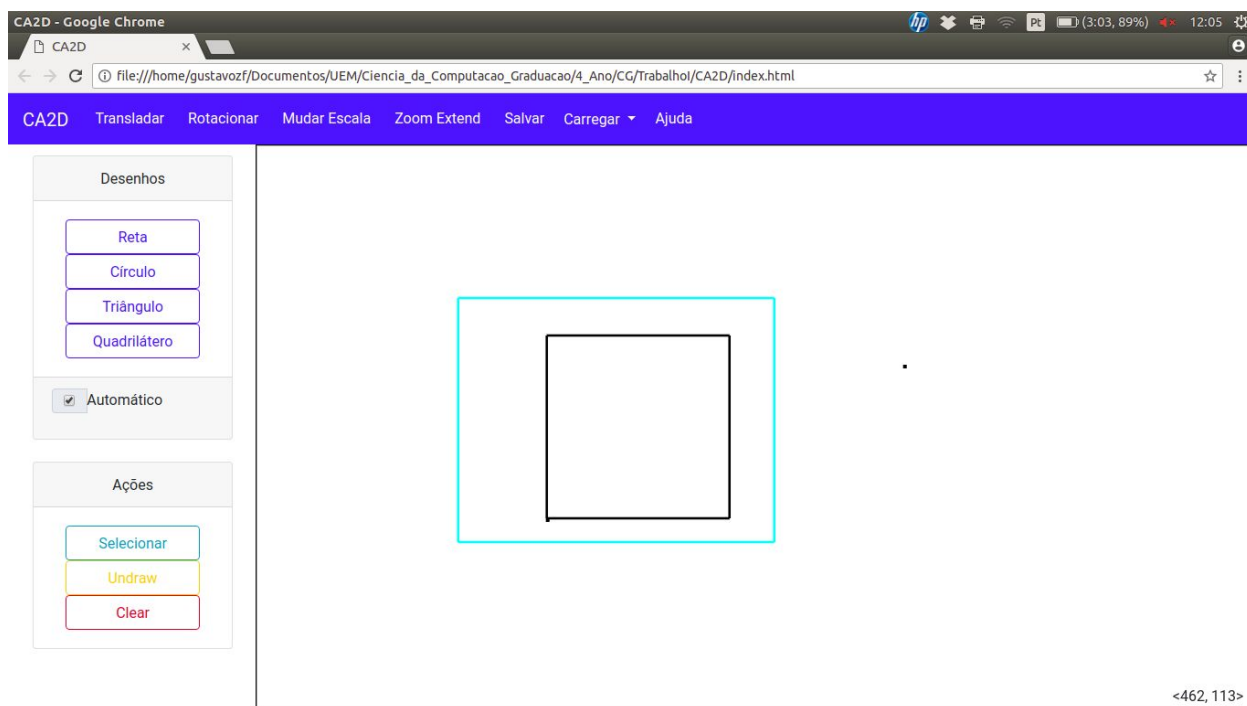 CA2D - Google Chrome
hp
Pt
(3:03, 89%)
12:05
CA2D
file:///home/gustavozf/Documentos/UEM/Ciencia_da_Computacao_Graduacao/4_Ano/CG/TrabalhoI/CA2D/index.html
CA2D Transladar Rotacionar Mudar Escala Zoom Extend Salvar Carregar Ajuda
Desenhos
Reta
Círculo
Triângulo
Quadrilátero
Automático
Ações
Selecionar
Undraw
Clear
<462, 113>